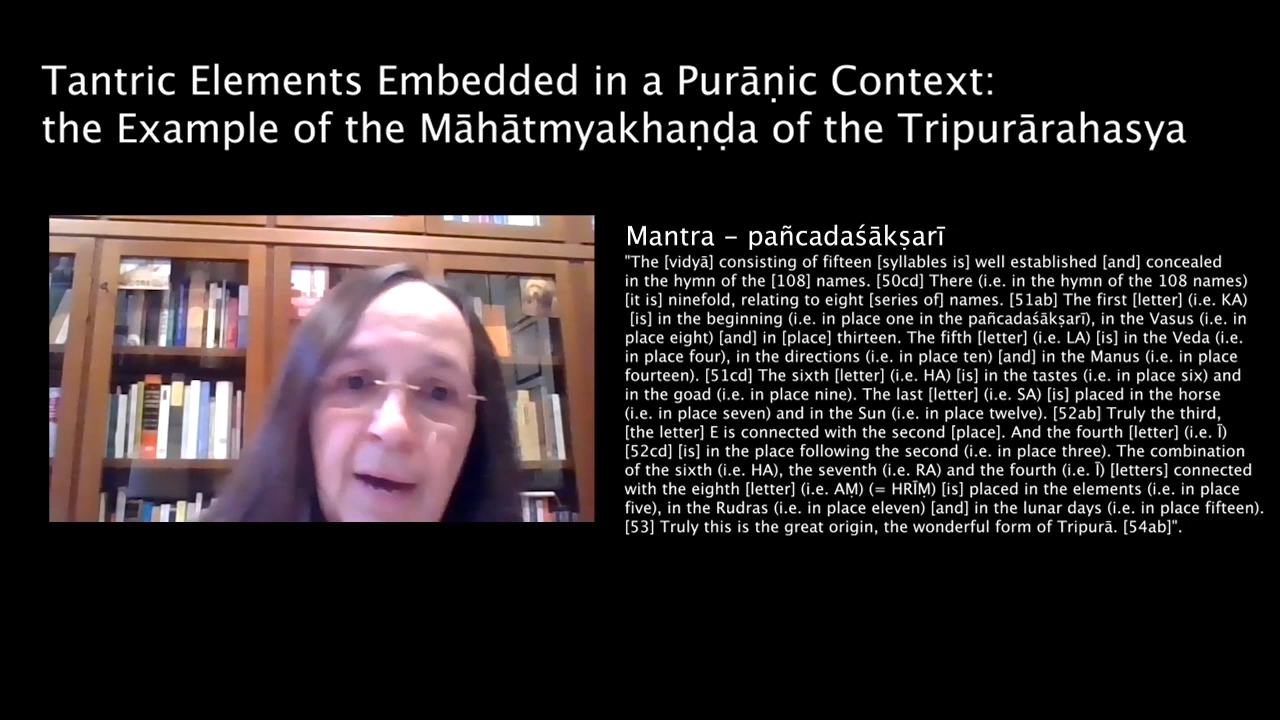 Tantric Elements Embedded in a Purāṇic Context:
the Example of the Māhātmyakhaṇḍa of the Tripurārahasya
Mantra – pañcadaśākṣarī
"The [vidyā] consisting of fifteen [syllables is] well established [and] concealed
in the hymn of the [108] names. [50cd] There (i.e. in the hymn of the 108 names)
[it is] ninefold, relating to eight [series of] names. [51ab] The first [letter] (i.e. KA)
[is] in the beginning (i.e. in place one in the pañcadaśākṣarī), in the Vasus (i.e. in
place eight) [and] in [place] thirteen. The fifth [letter] (i.e. LA) [is] in the Veda (i.e.
in place four), in the directions (i.e. in place ten) [and] in the Manus (i.e. in place
fourteen). [51cd] The sixth [letter] (i.e. HA) [is] in the tastes (i.e. in place six) and
in the goad (i.e. in place nine). The last [letter] (i.e. SA) [is] placed in the horse
(i.e. in place seven) and in the Sun (i.e. in place twelve). [52ab] Truly the third,
[the letter] E is connected with the second [place]. And the fourth [letter] (i.e. Ī)
[52cd] [is] in the place following the second (i.e. in place three). The combination
of the sixth (i.e. HA), the seventh (i.e. RA) and the fourth (i.e. Ī) [letters] connected
with the eighth [letter] (i.e. AṂ) (= HRĪṂ) [is] placed in the elements (i.e. in place
five), in the Rudras (i.e. in place eleven) [and] in the lunar days (i.e. in place fifteen).
[53] Truly this is the great origin, the wonderful form of Tripurā. [54ab]".